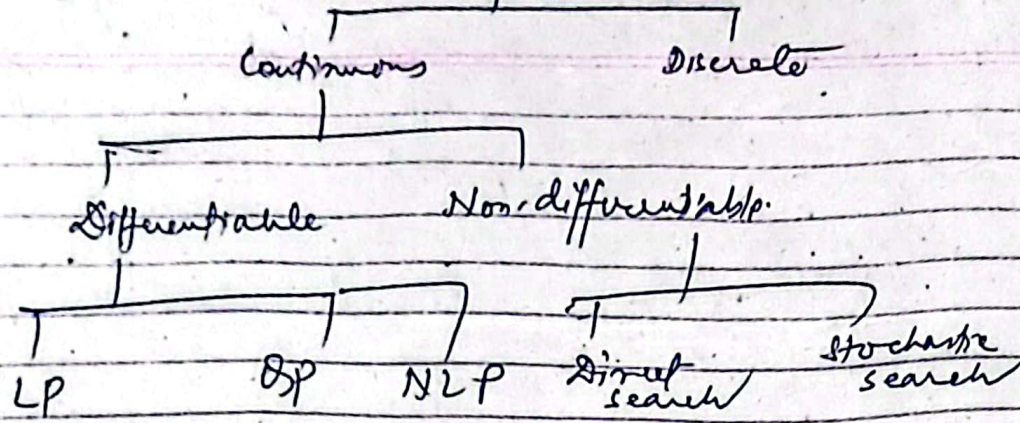 Continuous Discrete
Differentiable Non-differentiable.
LP QP NLP Direct search Stochastic search